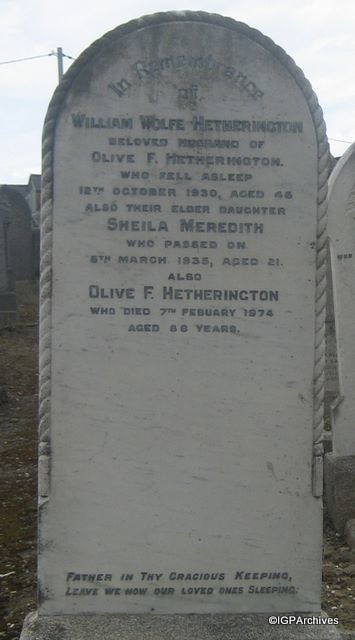 In Remembrance
of
William Wolfe Hetherington
beloved husband of
Olive F. Hetherington.
who fell asleep
12th October 1930, aged 46
also their elder daughter
Sheila Meredith
who passed on
8th March 1935, aged 21.
also
Olive F. Hetherington
who died 7th Febuary 1974
aged 86 years.
Father in Thy Gracious Keeping,
Leave we now our loved ones Sleeping.
©IGPArchives